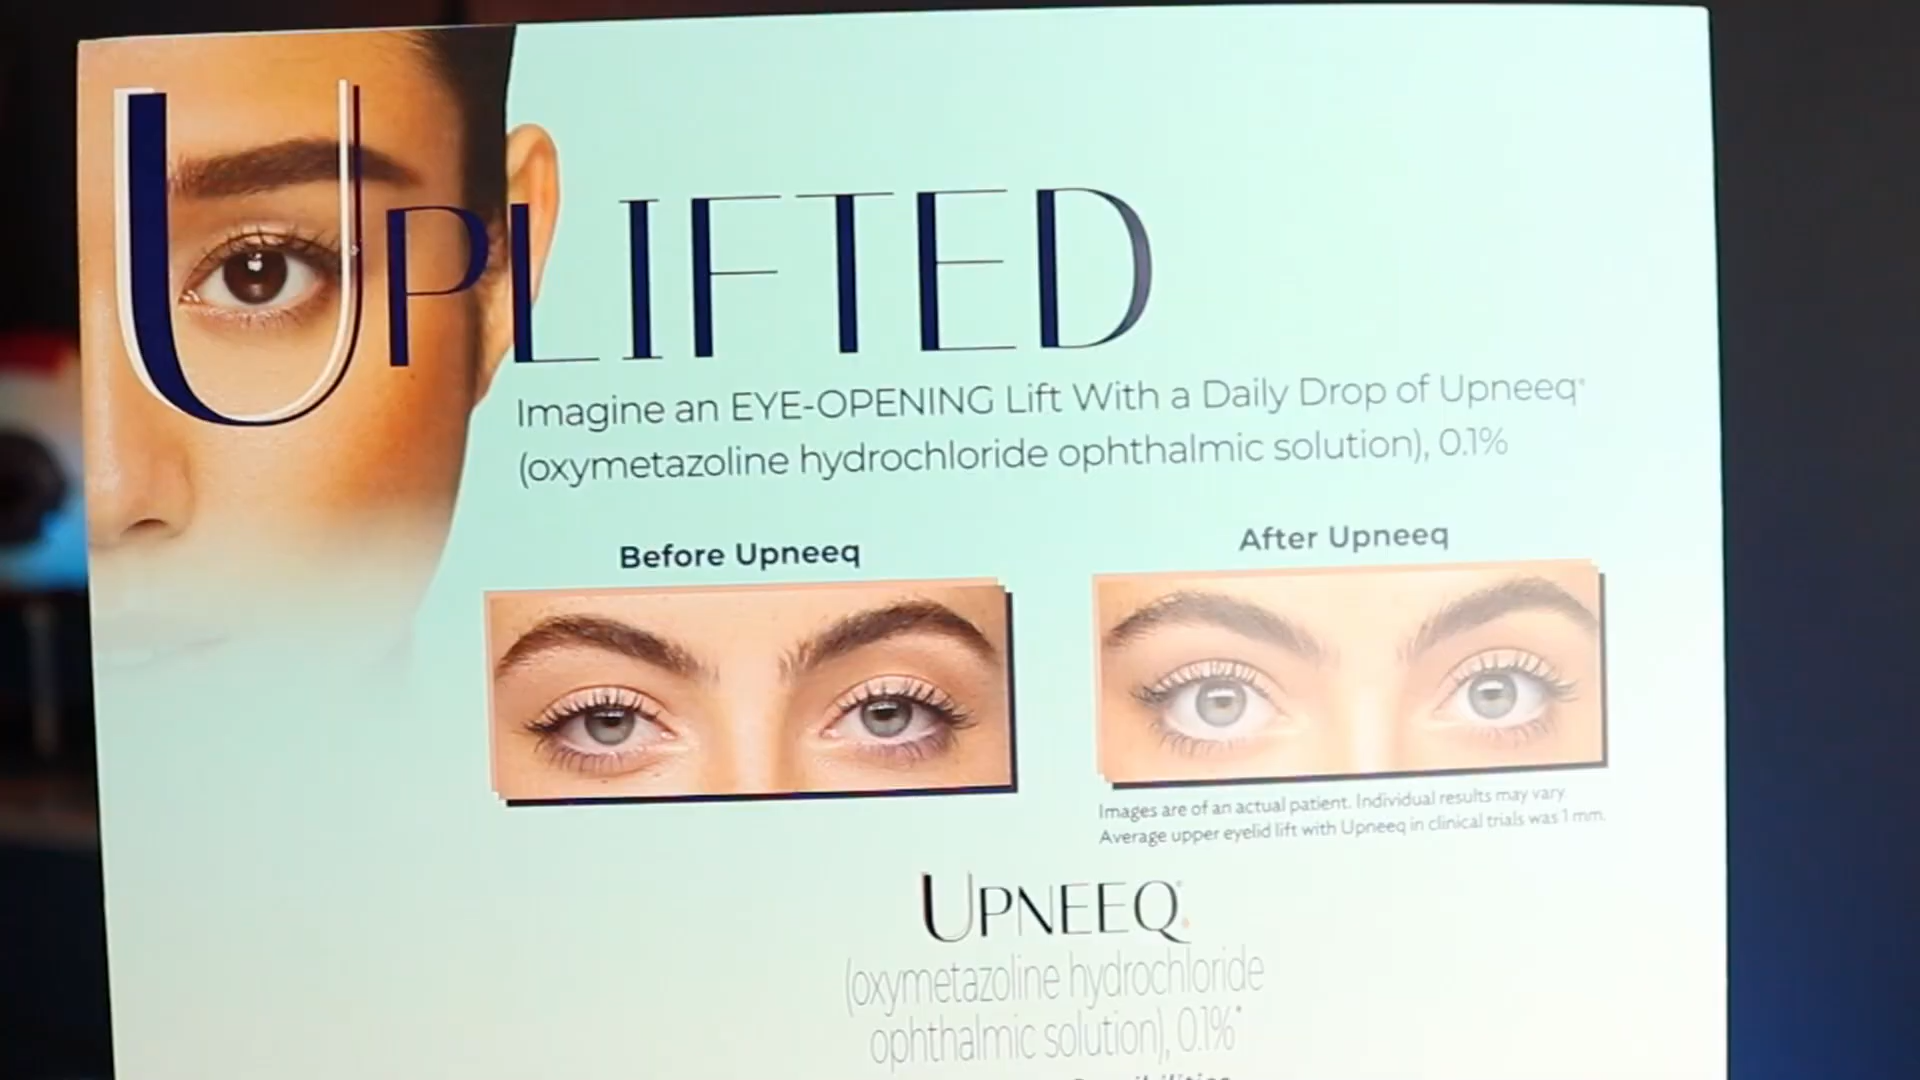 UPLIFTED
Imagine an EYE-OPENING Lift With a Daily Drop of Upneeq®
(oxymetazoline hydrochloride ophthalmic solution), 0.1%
Before Upneeq
After Upneeq
Images are of an actual patient. Individual results may vary
Average upper eyelid lift with Upneeq in clinical trials was 1 mm.
UPNEEQ®
(oxymetazoline hydrochloride
ophthalmic solution), 0.1%*